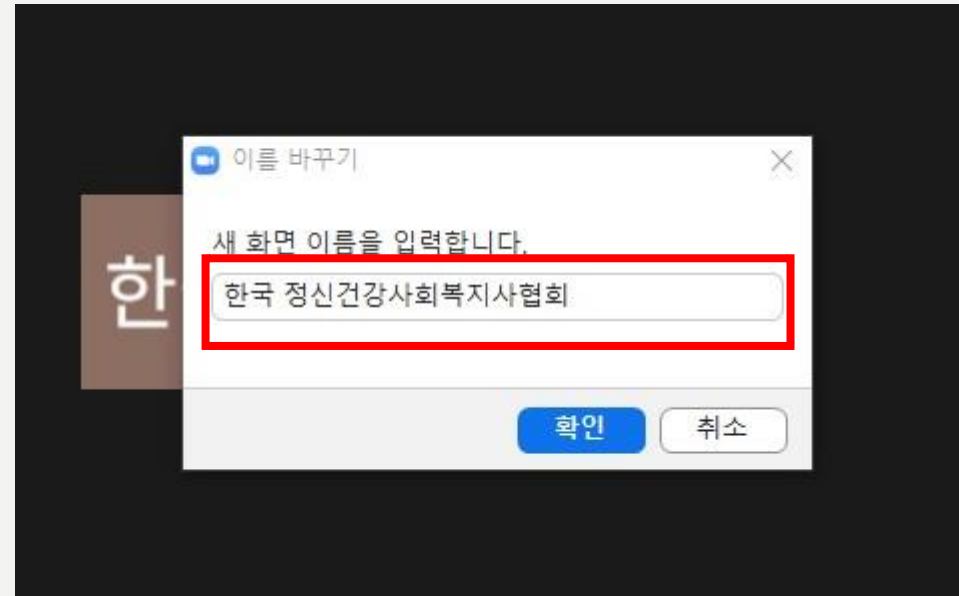 이름 바꾸기
새 화면 이름을 입력합니다.
한
한국 정신건강사회복지사협회
확인
취소